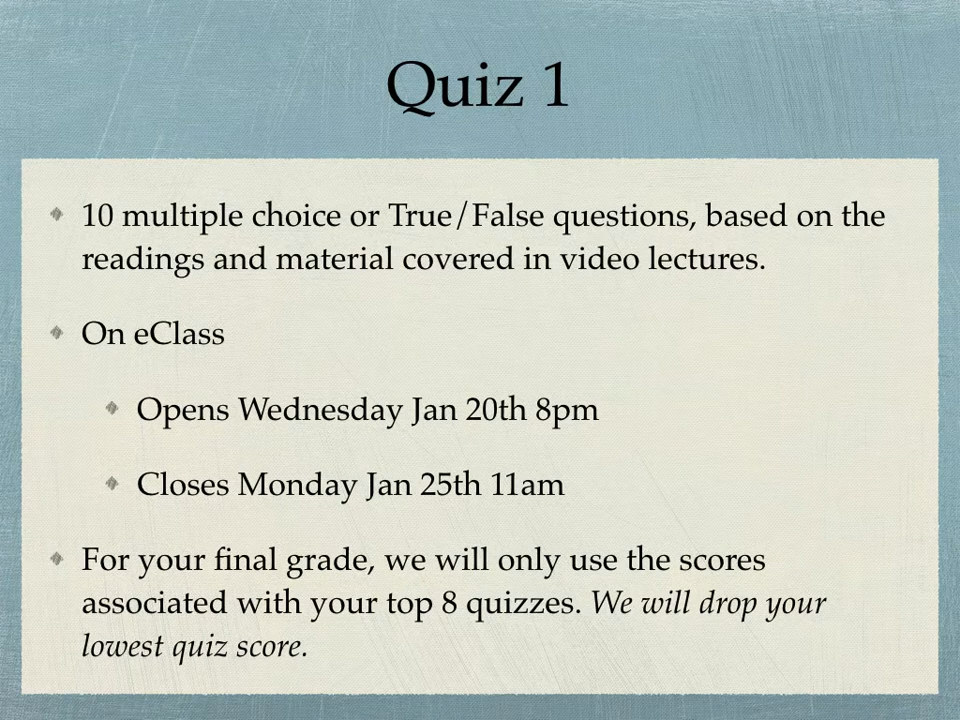 Quiz 1
10 multiple choice or True/False questions, based on the
readings and material covered in video lectures.
On eClass
Opens Wednesday Jan 20th 8pm
Closes Monday Jan 25th 11am
For your final grade, we will only use the scores
associated with your top 8 quizzes. We will drop your
lowest quiz score.